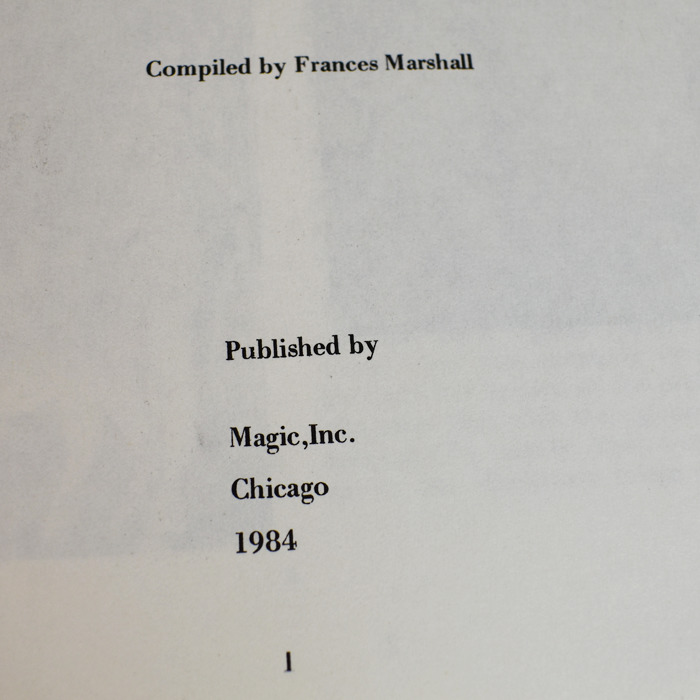 Compiled by Frances Marshall
Published by
Magic,Inc.
Chicago
1984
1